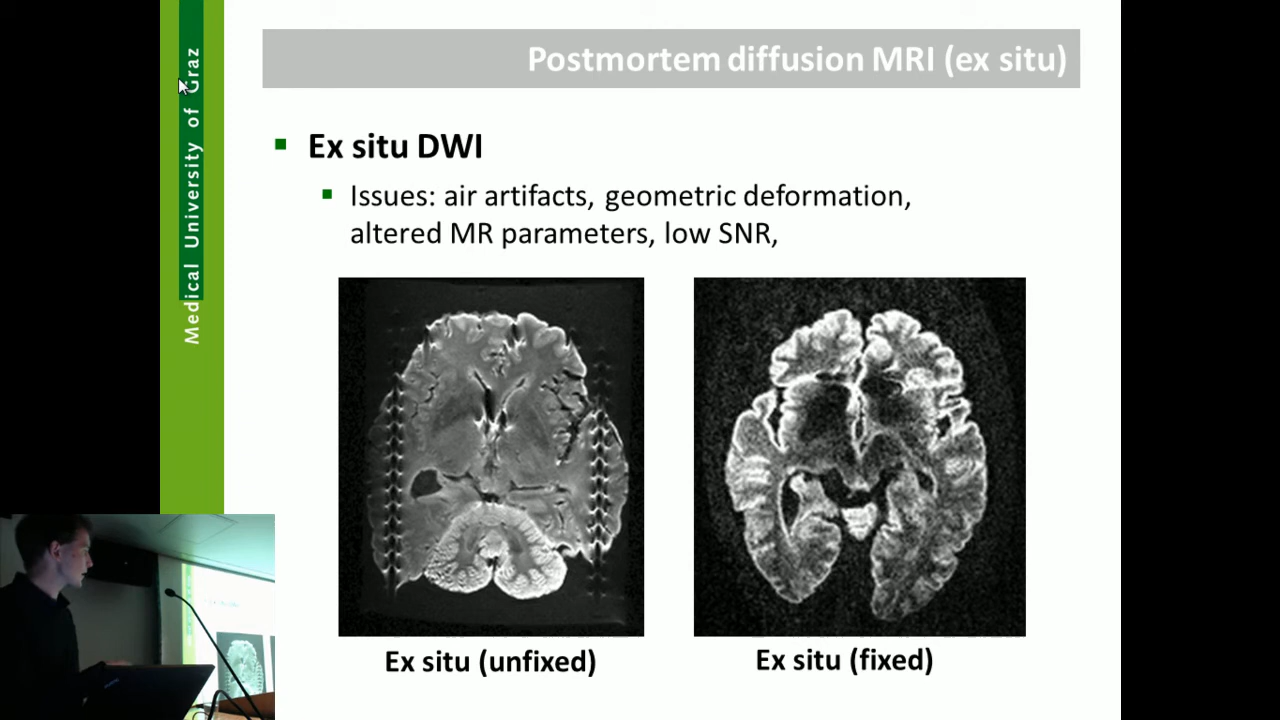 Postmortem diffusion MRI (ex situ)
Medical University of Graz
Ex situ DWI
Issues: air artifacts, geometric deformation,
altered MR parameters, low SNR,
Ex situ (unfixed)
Ex situ (fixed)